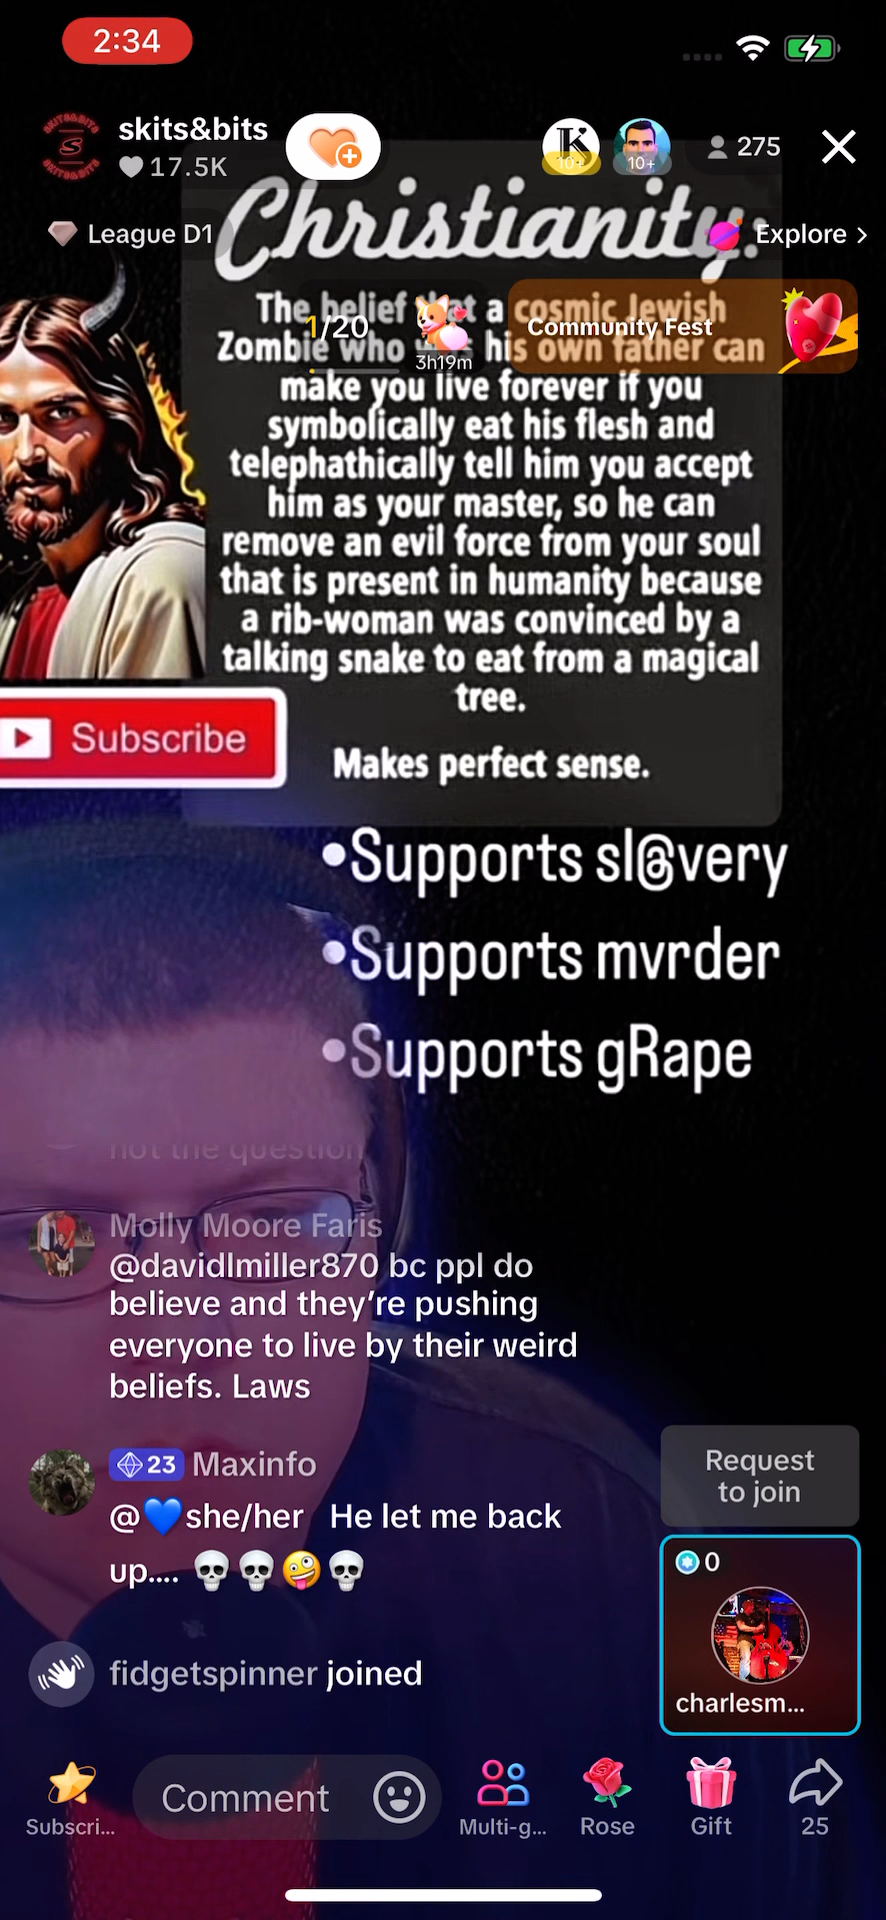 2:34
skits&bits
17.5K
10+
10+
275
League D1
Explore >
Christianity:
The belief that a cosmic Jewish
Zombie who was his own father can
make you live forever if you
symbolically eat his flesh and
telephathically tell him you accept
him as your master, so he can
remove an evil force from your soul
that is present in humanity because
a rib-woman was convinced by a
talking snake to eat from a magical
tree.
Makes perfect sense.
1/20
3h19m
Community Fest
Subscribe
•Supports sl@very
•Supports mvrder
•Supports gRape
not the question
Molly Moore Faris
@davidlmiller870 bc ppl do
believe and they're pushing
everyone to live by their weird
beliefs. Laws
23 Maxinfo
@💙she/her He let me back
up.... 💀💀🤪💀
fidgetspinner joined
Request
to join
0
charlesm...
Subscri...
Comment
Multi-g...
Rose
Gift
25